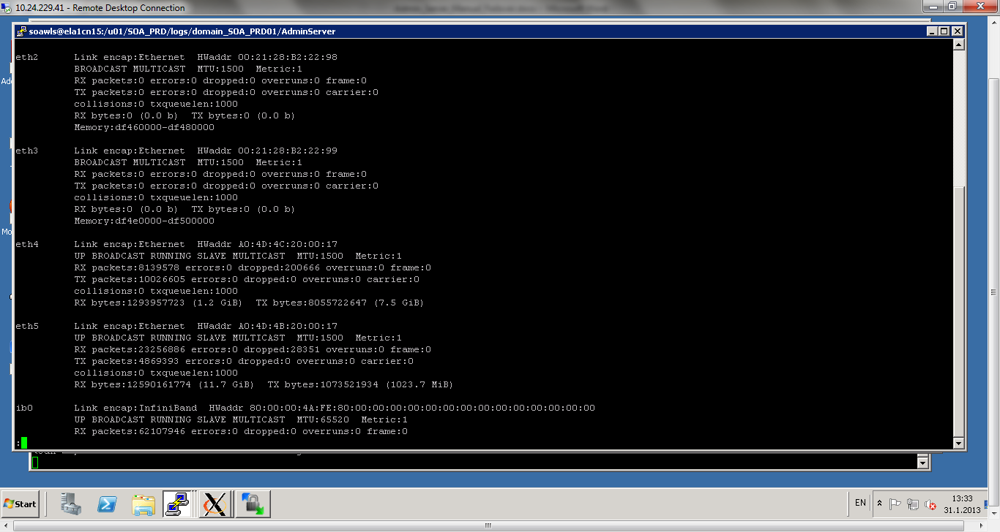 10.24.229.41 - Remote Desktop Connection
soawls@ela1cn15:/u01/SOA_PRD/logs/domain_SOA_PRD01/AdminServer
eth2 Link encap:Ethernet HWaddr 00:21:28:B2:22:98
BROADCAST MULTICAST MTU:1500 Metric:1
RX packets:0 errors:0 dropped:0 overruns:0 frame:0
TX packets:0 errors:0 dropped:0 overruns:0 carrier:0
collisions:0 txqueuelen:1000
RX bytes:0 (0.0 b) TX bytes:0 (0.0 b)
Memory:df460000-df480000
eth3 Link encap:Ethernet HWaddr 00:21:28:B2:22:99
BROADCAST MULTICAST MTU:1500 Metric:1
RX packets:0 errors:0 dropped:0 overruns:0 frame:0
TX packets:0 errors:0 dropped:0 overruns:0 carrier:0
collisions:0 txqueuelen:1000
RX bytes:0 (0.0 b) TX bytes:0 (0.0 b)
Memory:df4e0000-df500000
eth4 Link encap:Ethernet HWaddr A0:4D:4C:20:00:17
UP BROADCAST RUNNING SLAVE MULTICAST MTU:1500 Metric:1
RX packets:8139578 errors:0 dropped:200666 overruns:0 frame:0
TX packets:10026605 errors:0 dropped:0 overruns:0 carrier:0
collisions:0 txqueuelen:1000
RX bytes:1293957723 (1.2 GiB) TX bytes:8055722647 (7.5 GiB)
eth5 Link encap:Ethernet HWaddr A0:4D:4B:20:00:17
UP BROADCAST RUNNING SLAVE MULTICAST MTU:1500 Metric:1
RX packets:23256886 errors:0 dropped:28351 overruns:0 frame:0
TX packets:4869393 errors:0 dropped:0 overruns:0 carrier:0
collisions:0 txqueuelen:1000
RX bytes:12590161774 (11.7 GiB) TX bytes:1073521934 (1023.7 MiB)
ib0 Link encap:InfiniBand HWaddr 80:00:00:4A:FE:80:00:00:00:00:00:00:00:00:00:00:00:00:00:00
UP BROADCAST RUNNING SLAVE MULTICAST MTU:65520 Metric:1
RX packets:62107946 errors:0 dropped:0 overruns:0 frame:0
:
Start
EN
13:33
31.1.2013